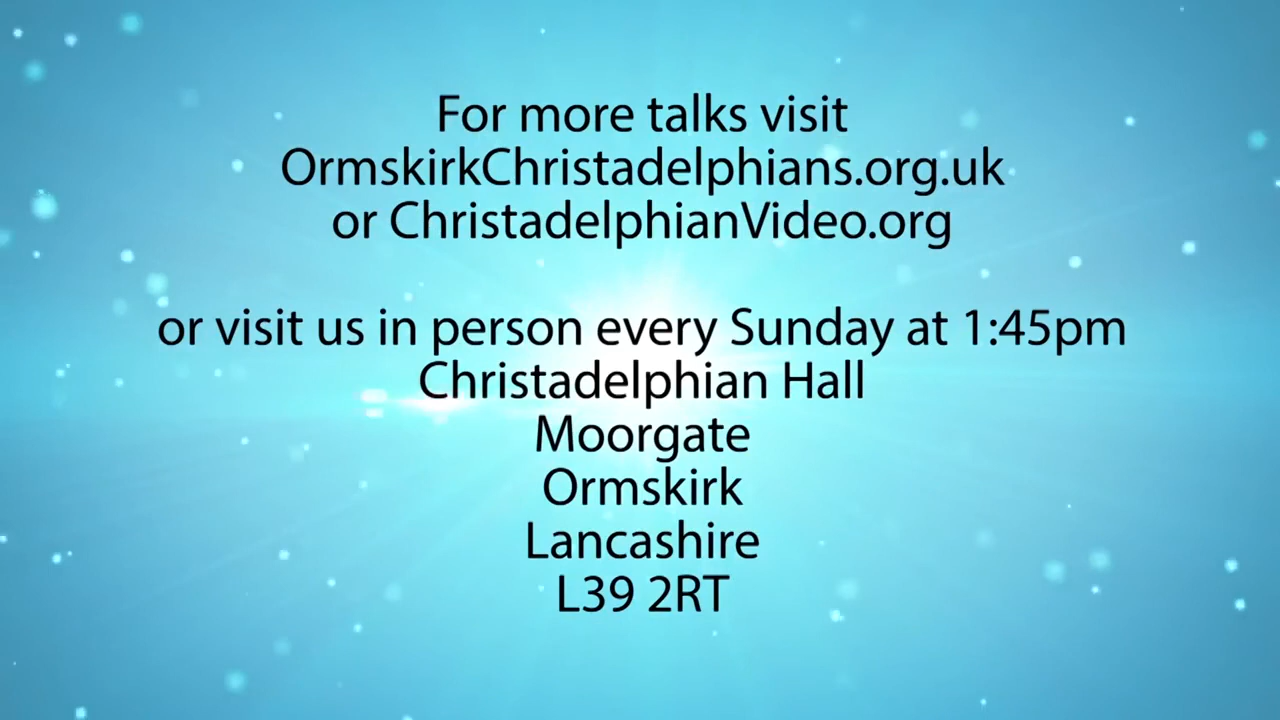 For more talks visit
OrmskirkChristadelphians.org.uk
or ChristadelphianVideo.org
or visit us in person every Sunday at 1:45pm
Christadelphian Hall
Moorgate
Ormskirk
Lancashire
L39 2RT